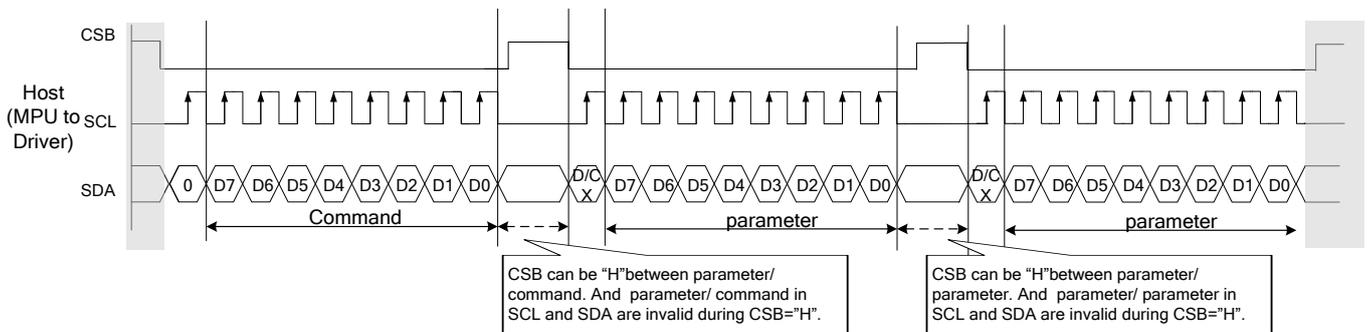 CSB
Host
(MPU to
Driver)
SCL
SDA
0 D7 D6 D5 D4 D3 D2 D1 D0 D/C X D7 D6 D5 D4 D3 D2 D1 D0 D/C X D7 D6 D5 D4 D3 D2 D1 D0
Command parameter parameter
CSB can be “H”between parameter/
command. And parameter/ command in
SCL and SDA are invalid during CSB=”H”.
CSB can be “H”between parameter/
parameter. And parameter/ parameter in
SCL and SDA are invalid during CSB=”H”.